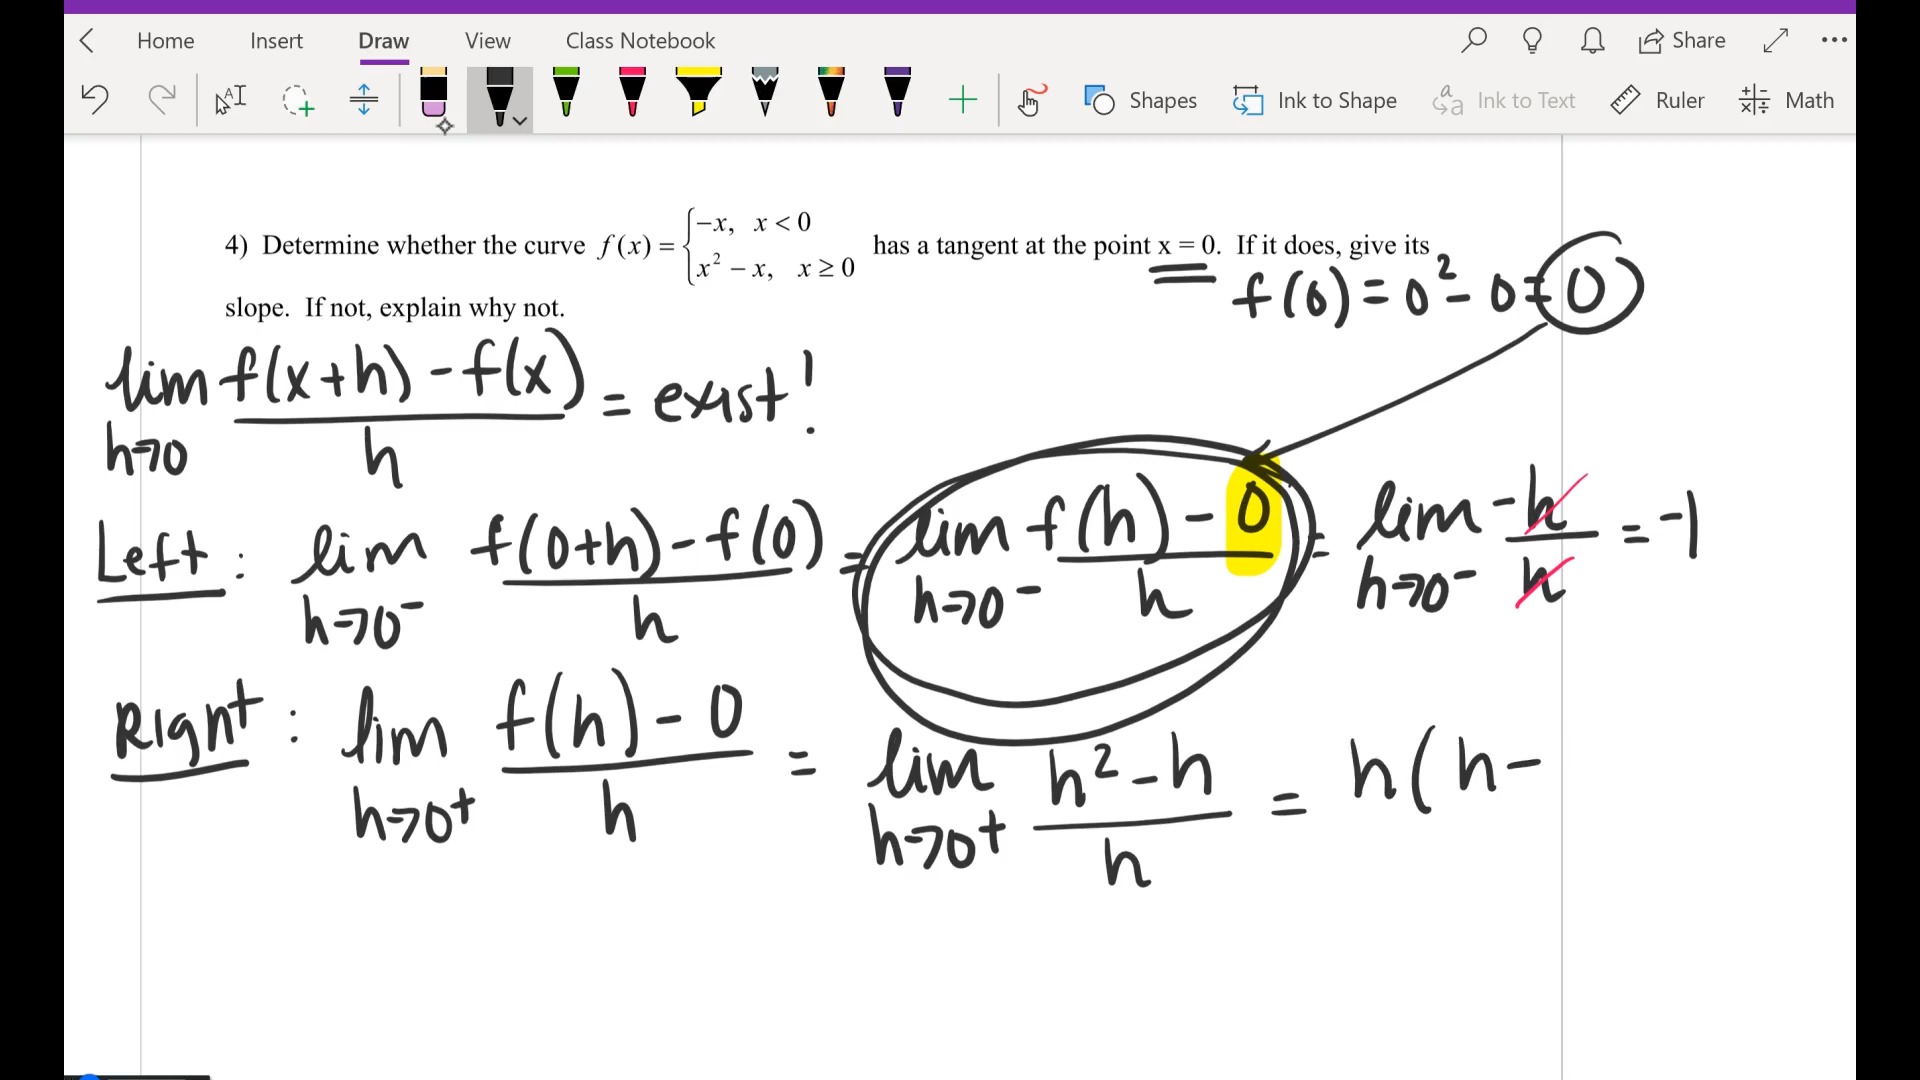 Home Insert Draw View Class Notebook Share
Shapes Ink to Shape Ink to Text Ruler Math
4) Determine whether the curve f(x) = { −x, x < 0
x² − x, x ≥ 0 has a tangent at the point x = 0. If it does, give its
slope. If not, explain why not.
f(0) = 0² - 0 = 0
lim h→0 f(x+h) - f(x) / h = exist!
Left: lim h→0⁻ f(0+h) - f(0) / h = lim h→0⁻ f(h) - 0 / h = lim h→0⁻ -h / h = -1
Right: lim h→0⁺ f(h) - 0 / h = lim h→0⁺ h² - h / h = h(h-